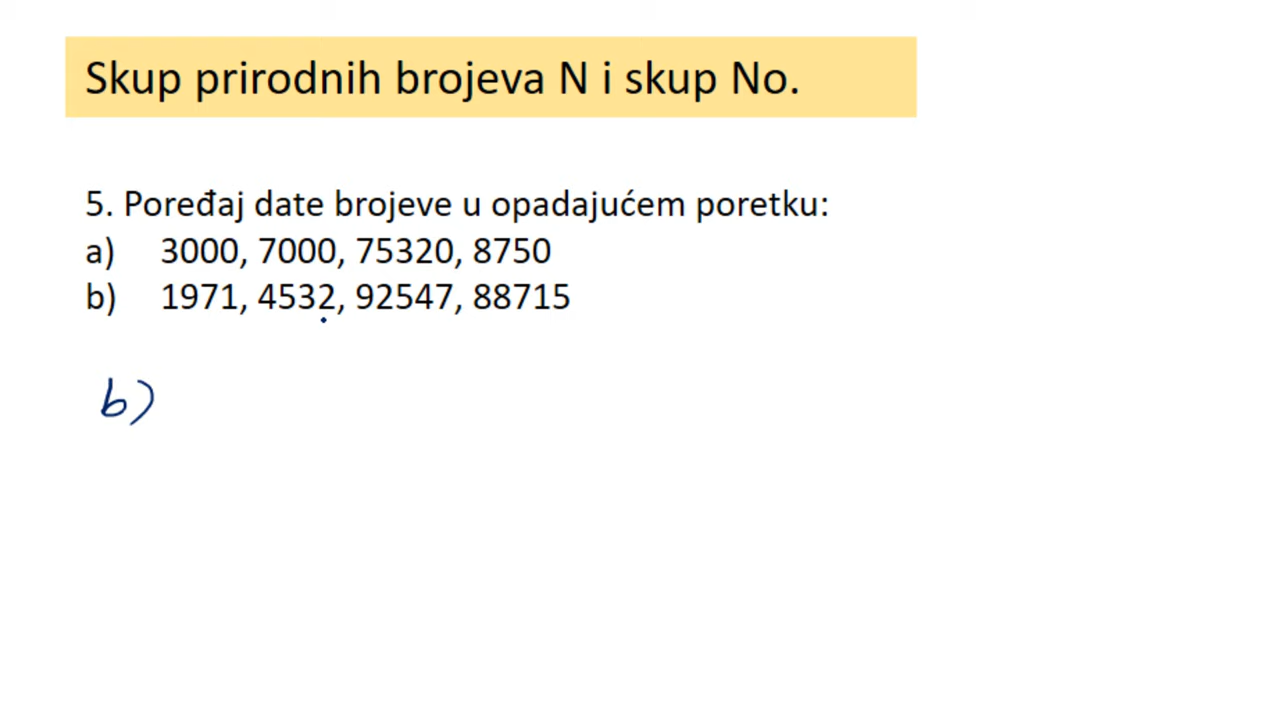 Skup prirodnih brojeva N i skup No.
5. Poređaj date brojeve u opadajućem poretku:
a) 3000, 7000, 75320, 8750
b) 1971, 4532, 92547, 88715
b)